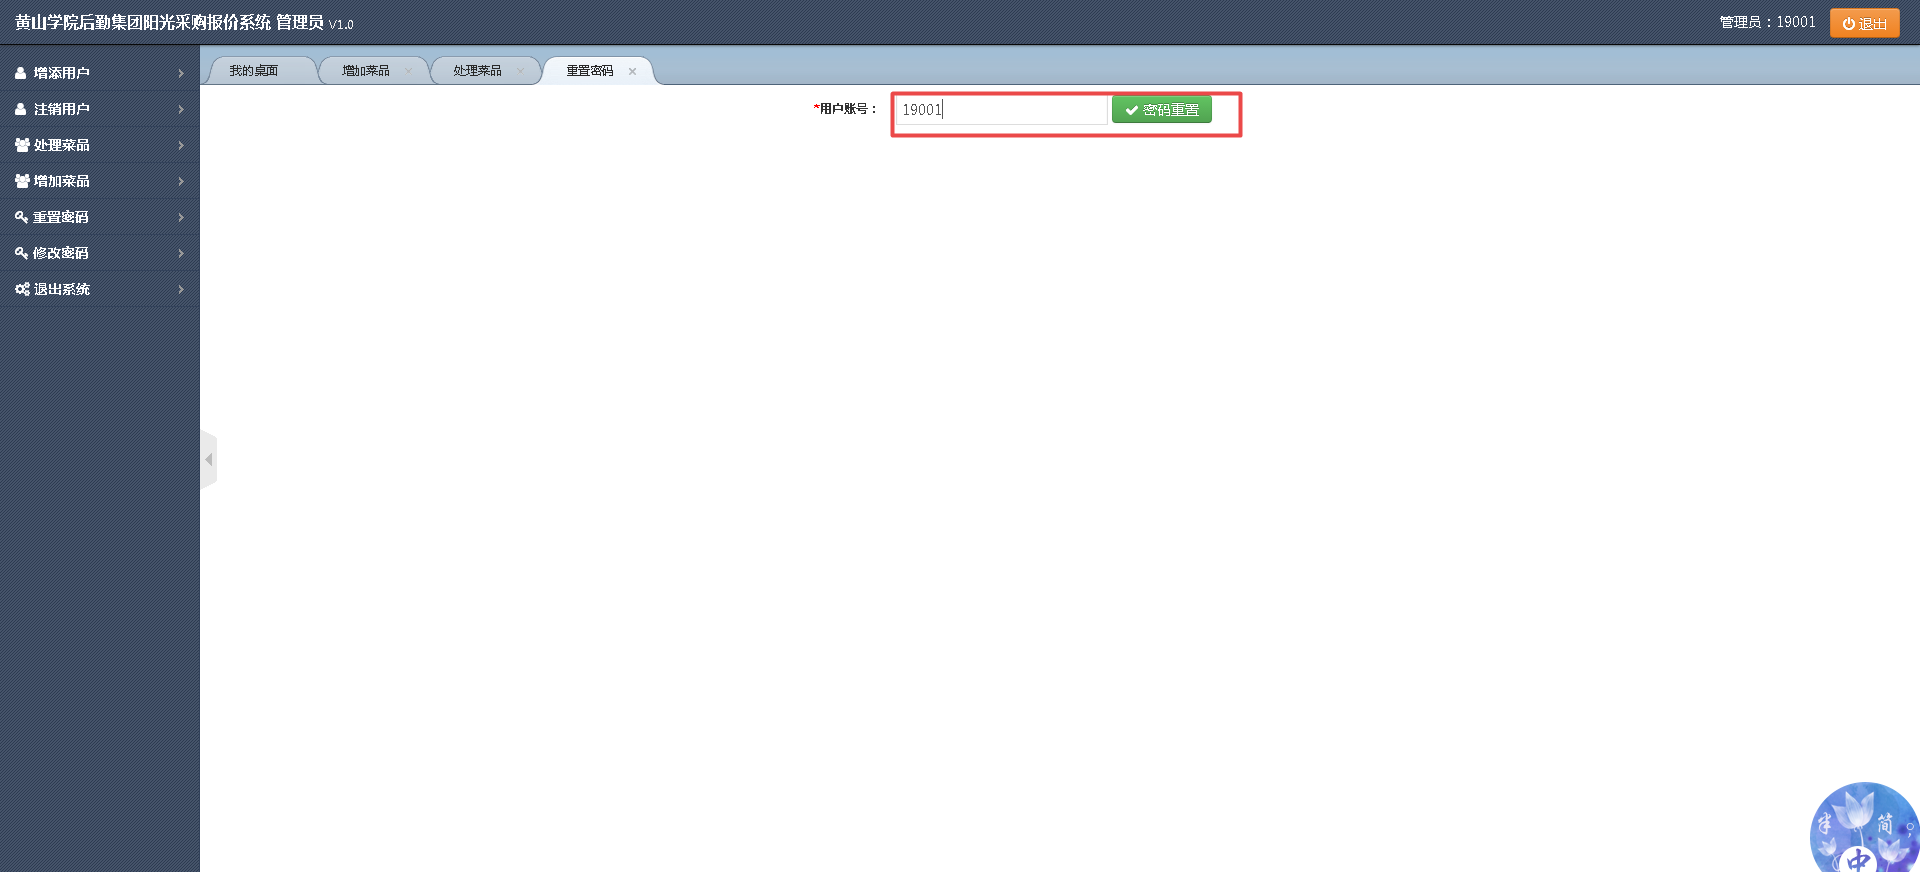 黄山学院后勤集团阳光采购报价系统 管理员 V1.0
管理员：19001
退出
增添用户
注销用户
处理菜品
增加菜品
重置密码
修改密码
退出系统
我的桌面
增加菜品
处理菜品
重置密码
*用户账号：
19001
密码重置
半
简
中